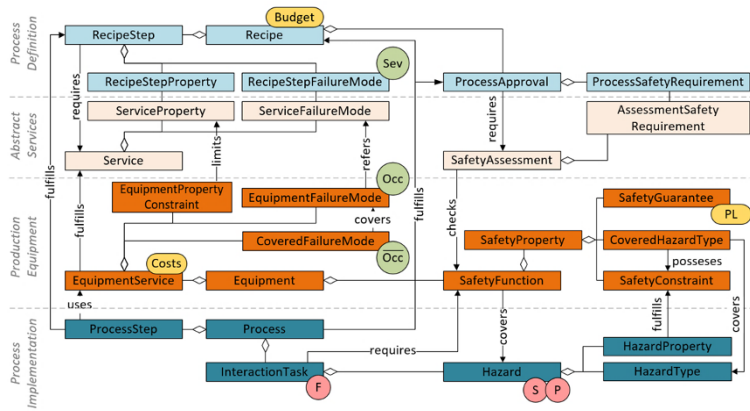 Process
Definition
Budget
RecipeStep
Recipe
Sev
RecipeStepProperty
RecipeStepFailureMode
ProcessApproval
ProcessSafetyRequirement
requires
requires
Abstract
Services
ServiceProperty
ServiceFailureMode
AssessmentSafety
Requirement
Service
limits
refers
SafetyAssessment
fulfills
fulfills
fulfills
Production
Equipment
EquipmentProperty
Constraint
Occ
EquipmentFailureMode
covers
CoveredFailureMode
Occ
checks
SafetyGuarantee
PL
SafetyProperty
CoveredHazardType
posseses
Costs
EquipmentService
Equipment
SafetyFunction
SafetyConstraint
Process
Implementation
uses
ProcessStep
Process
covers
fulfills
covers
requires
HazardProperty
InteractionTask
F
Hazard
S
P
HazardType